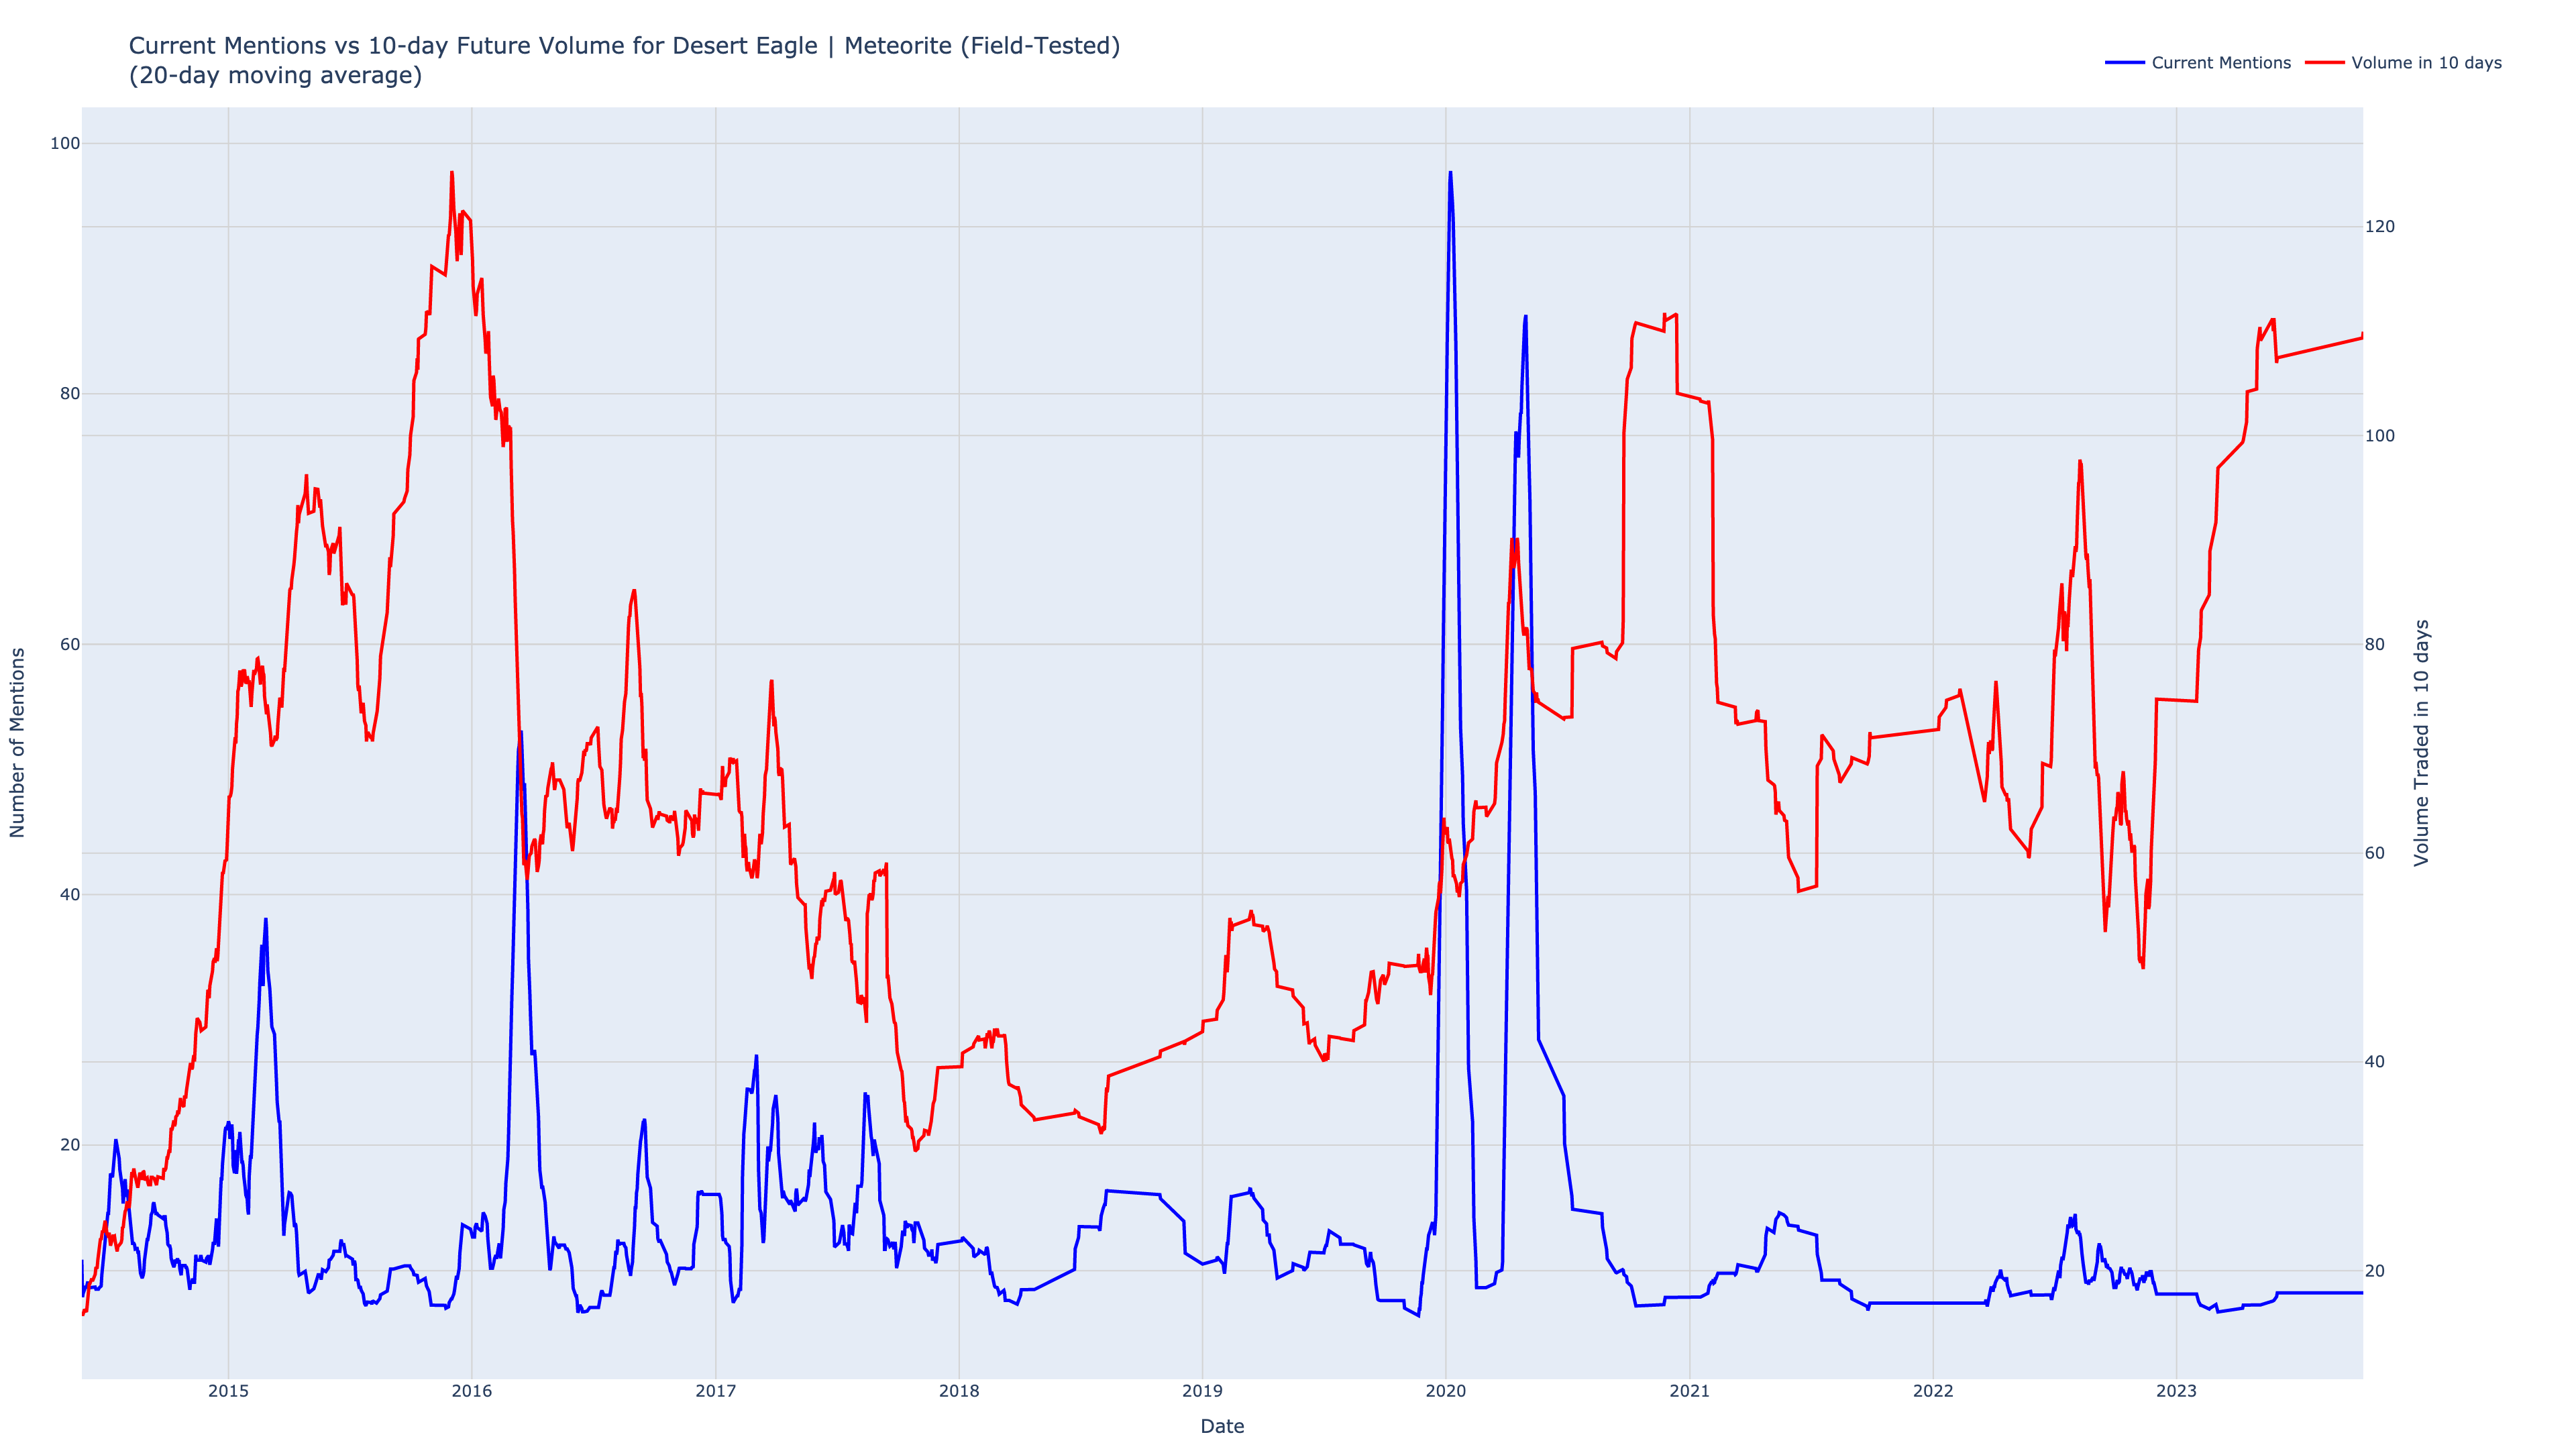 Current Mentions vs 10-day Future Volume for Desert Eagle | Meteorite (Field-Tested)
(20-day moving average)
Current Mentions
Volume in 10 days
100
80
60
40
20
Number of Mentions
120
100
80
60
40
20
Volume Traded in 10 days
2015
2016
2017
2018
2019
2020
2021
2022
2023
Date